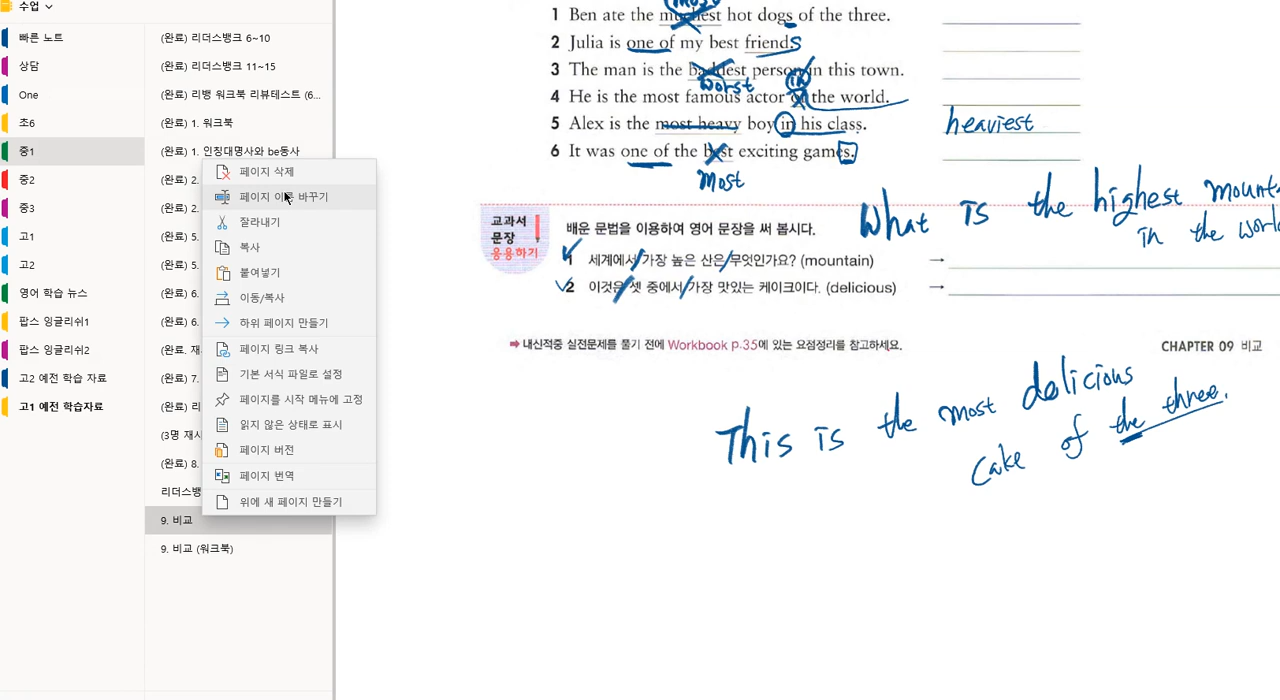 수업
빠른 노트
상담
One
초6
중1
중2
중3
고1
고2
영어 학습 뉴스
팝스 잉글리쉬1
팝스 잉글리쉬2
고2 예전 학습 자료
고1 예전 학습자료
(완료) 리더스뱅크 6~10
(완료) 리더스뱅크 11~15
(완료) 리뱅 워크북 리뷰테스트 (6...
(완료) 1. 워크북
(완료) 1. 인칭대명사와 be동사
(완료) 2.
(완료) 2.
(완료) 5.
(완료) 5.
(완료) 6.
(완료) 6.
(완료. 재
(완료) 7.
(완료) 리
(3명 재시
(완료) 8.
리더스뱅
9. 비교
9. 비교 (워크북)
페이지 삭제
페이지 이름 바꾸기
잘라내기
복사
붙여넣기
이동/복사
하위 페이지 만들기
페이지 링크 복사
기본 서식 파일로 설정
페이지를 시작 메뉴에 고정
읽지 않은 상태로 표시
페이지 버전
페이지 번역
위에 새 페이지 만들기
most
1 Ben ate the muchest hot dogs of the three.
2 Julia is one of my best friends
3 The man is the baddest person in this town.
worst
in
4 He is the most famous actor of the world.
5 Alex is the most heavy boy in his class.
heaviest
6 It was one of the best exciting games.
most
교과서
문장
응용하기
배운 문법을 이용하여 영어 문장을 써 봅시다.
What is the highest
in the
1 세계에서 가장 높은 산은 무엇인가요? (mountain) →
2 이것은 셋 중에서 가장 맛있는 케이크이다. (delicious) →
➡ 내신적중 실전문제를 풀기 전에 Workbook p.35에 있는 요점정리를 참고하세요.
CHAPTER 09 비교
This is the most delicious
cake of the three.